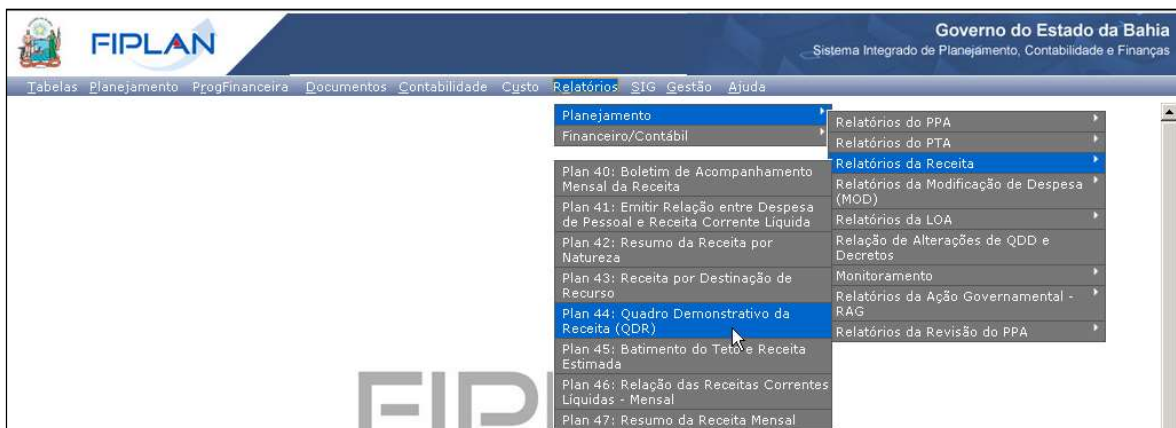 FIPLAN
Governo do Estado da Bahia
Sistema Integrado de Planejamento, Contabilidade e Finanças
Tabelas Planejamento ProgFinanceira Documentos Contabilidade Custo Relatórios SIG Gestão Ajuda
Planejamento
Financeiro/Contábil
Relatórios do PPA
Relatórios do PTA
Relatórios da Receita
Relatórios da Modificação de Despesa
(MOD)
Relatórios da LOA
Relação de Alterações de QDD e
Decretos
Monitoramento
Relatórios da Ação Governamental -
RAG
Relatórios da Revisão do PPA
Plan 40: Boletim de Acompanhamento
Mensal da Receita
Plan 41: Emitir Relação entre Despesa
de Pessoal e Receita Corrente Líquida
Plan 42: Resumo da Receita por
Natureza
Plan 43: Receita por Destinação de
Recurso
Plan 44: Quadro Demonstrativo da
Receita (QDR)
Plan 45: Batimento do Teto e Receita
Estimada
Plan 46: Relação das Receitas Correntes
Líquidas - Mensal
Plan 47: Resumo da Receita Mensal
FIP